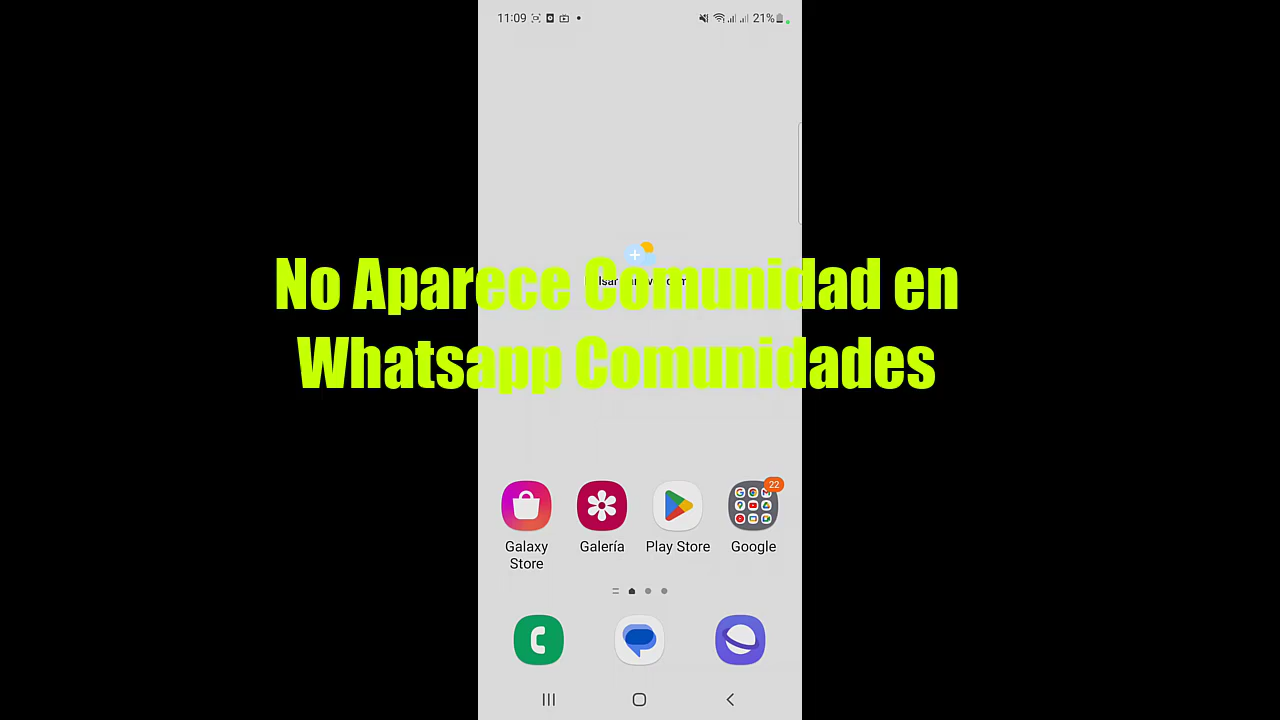 11:09
21%
No Aparece Comunidad en
Whatsapp Comunidades
22
Galaxy
Store
Galería
Play Store
Google